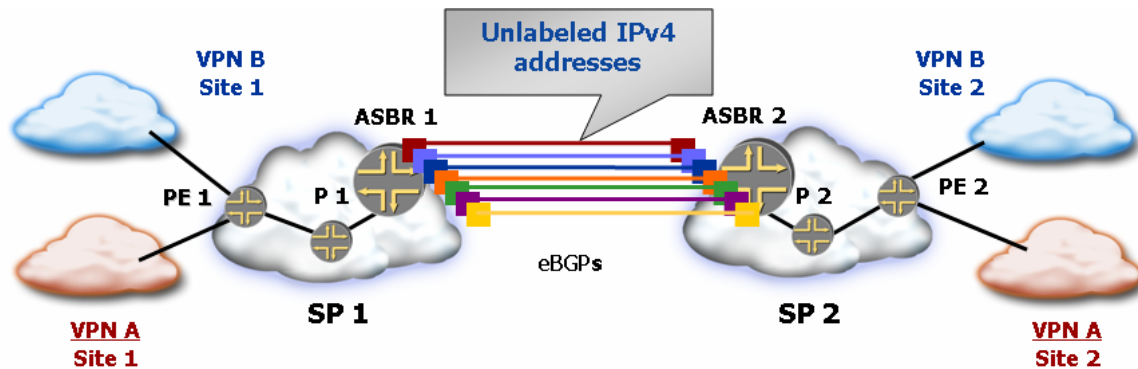 Unlabeled IPv4
addresses
VPN B
Site 1
VPN B
Site 2
ASBR 1
ASBR 2
PE 1
P 1
P 2
PE 2
eBGPs
SP 1
SP 2
VPN A
Site 1
VPN A
Site 2